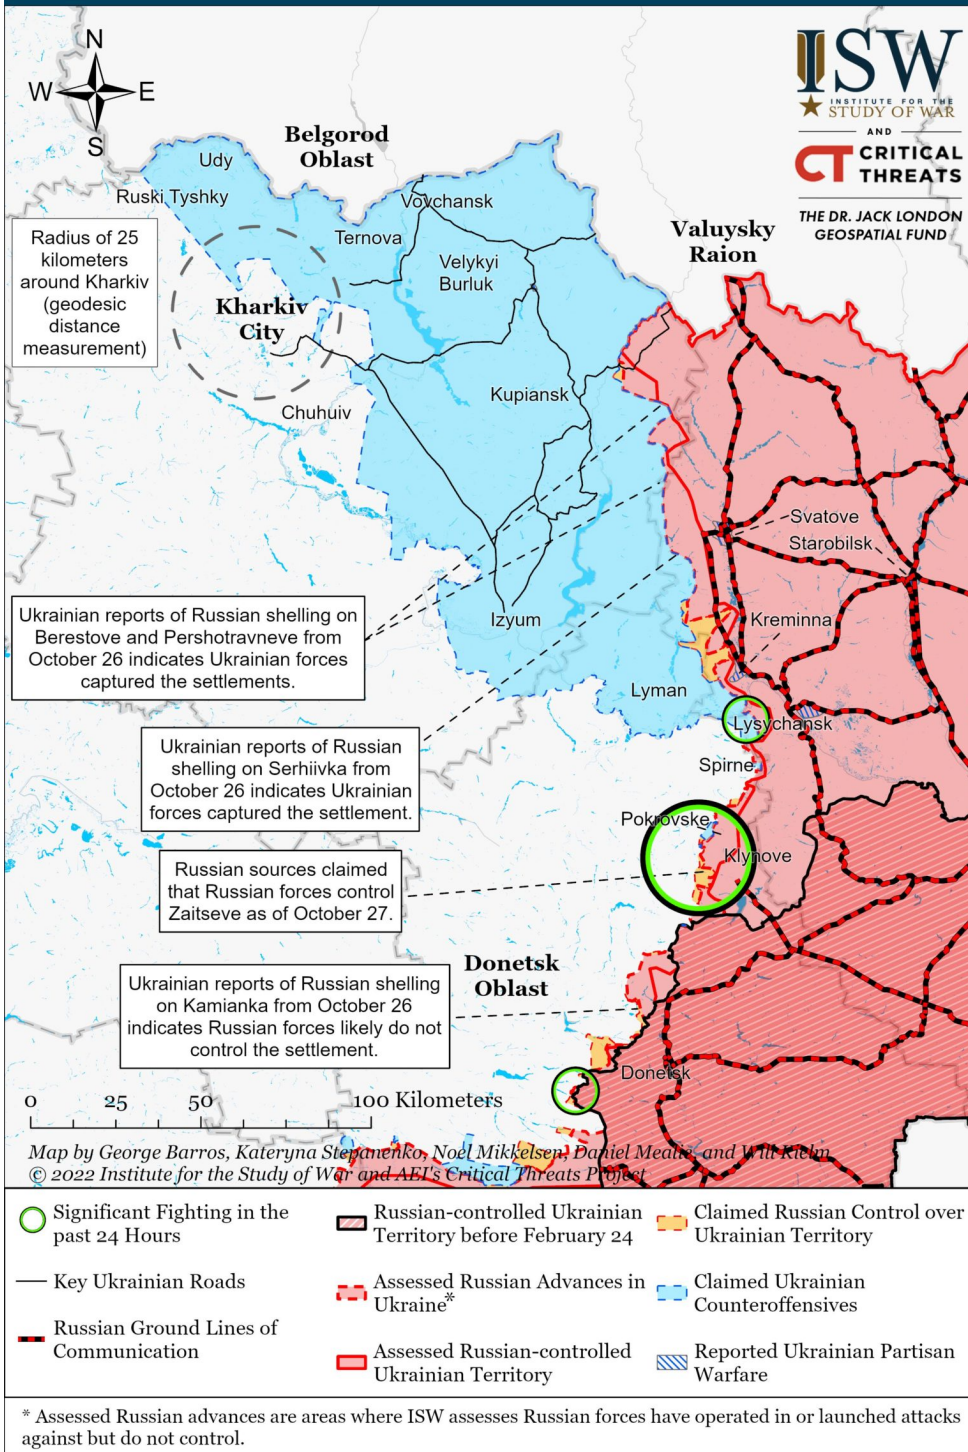 N
W
E
S
ISW
INSTITUTE FOR THE
STUDY OF WAR
AND
CT CRITICAL
THREATS
THE DR. JACK LONDON
GEOSPATIAL FUND
Belgorod
Oblast
Udy
Ruski Tyshky
Vovchansk
Ternova
Velykyi
Burluk
Valuysky
Raion
Radius of 25
kilometers
around Kharkiv
(geodesic
distance
measurement)
Kharkiv
City
Kupiansk
Chuhuiv
Svatove
Starobilsk
Ukrainian reports of Russian shelling on
Berestove and Pershotravneve from
October 26 indicates Ukrainian forces
captured the settlements.
Izyum
Kreminna
Lyman
Lysychansk
Ukrainian reports of Russian
shelling on Serhiivka from
October 26 indicates Ukrainian
forces captured the settlement.
Spirne
Pokrovske
Klynove
Russian sources claimed
that Russian forces control
Zaitseve as of October 27.
Donetsk
Oblast
Ukrainian reports of Russian shelling
on Kamianka from October 26
indicates Russian forces likely do not
control the settlement.
Donetsk
0 25 50 100 Kilometers
Map by George Barros, Kateryna Stepanenko, Noel Mikkelsen, Daniel Mealie, and Will Kielm
© 2022 Institute for the Study of War and AEI's Critical Threats Project
Significant Fighting in the
past 24 Hours
Key Ukrainian Roads
Russian Ground Lines of
Communication
Russian-controlled Ukrainian
Territory before February 24
Assessed Russian Advances in
Ukraine*
Assessed Russian-controlled
Ukrainian Territory
Claimed Russian Control over
Ukrainian Territory
Claimed Ukrainian
Counteroffensives
Reported Ukrainian Partisan
Warfare
* Assessed Russian advances are areas where ISW assesses Russian forces have operated in or launched attacks
against but do not control.